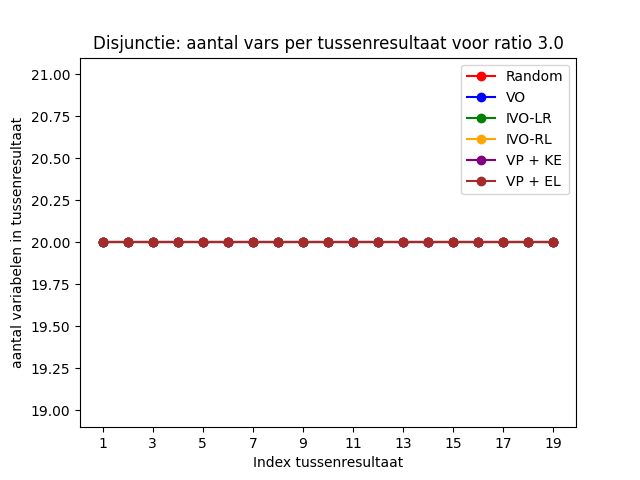 Disjunctie: aantal vars per tussenresultaat voor ratio 3.0
21.00
20.75
20.50
20.25
20.00
19.75
19.50
19.25
19.00
aantal variabelen in tussenresultaat
Random
VO
IVO-LR
IVO-RL
VP + KE
VP + EL
1 3 5 7 9 11 13 15 17 19
Index tussenresultaat